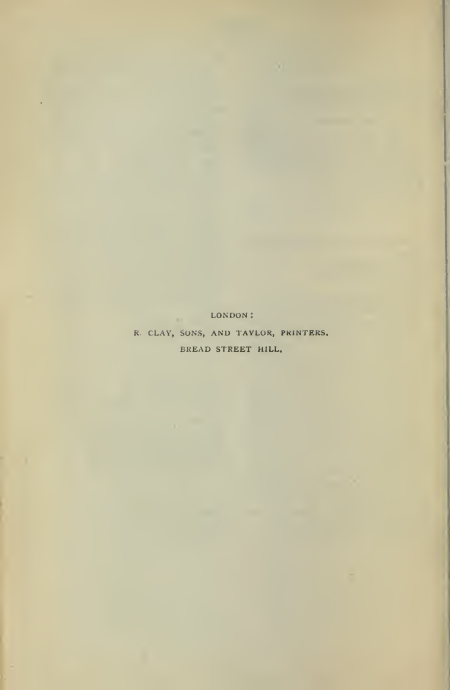 LONDON:
R. CLAY, SONS, AND TAYLOR, PRINTERS.
BREAD STREET HILL.